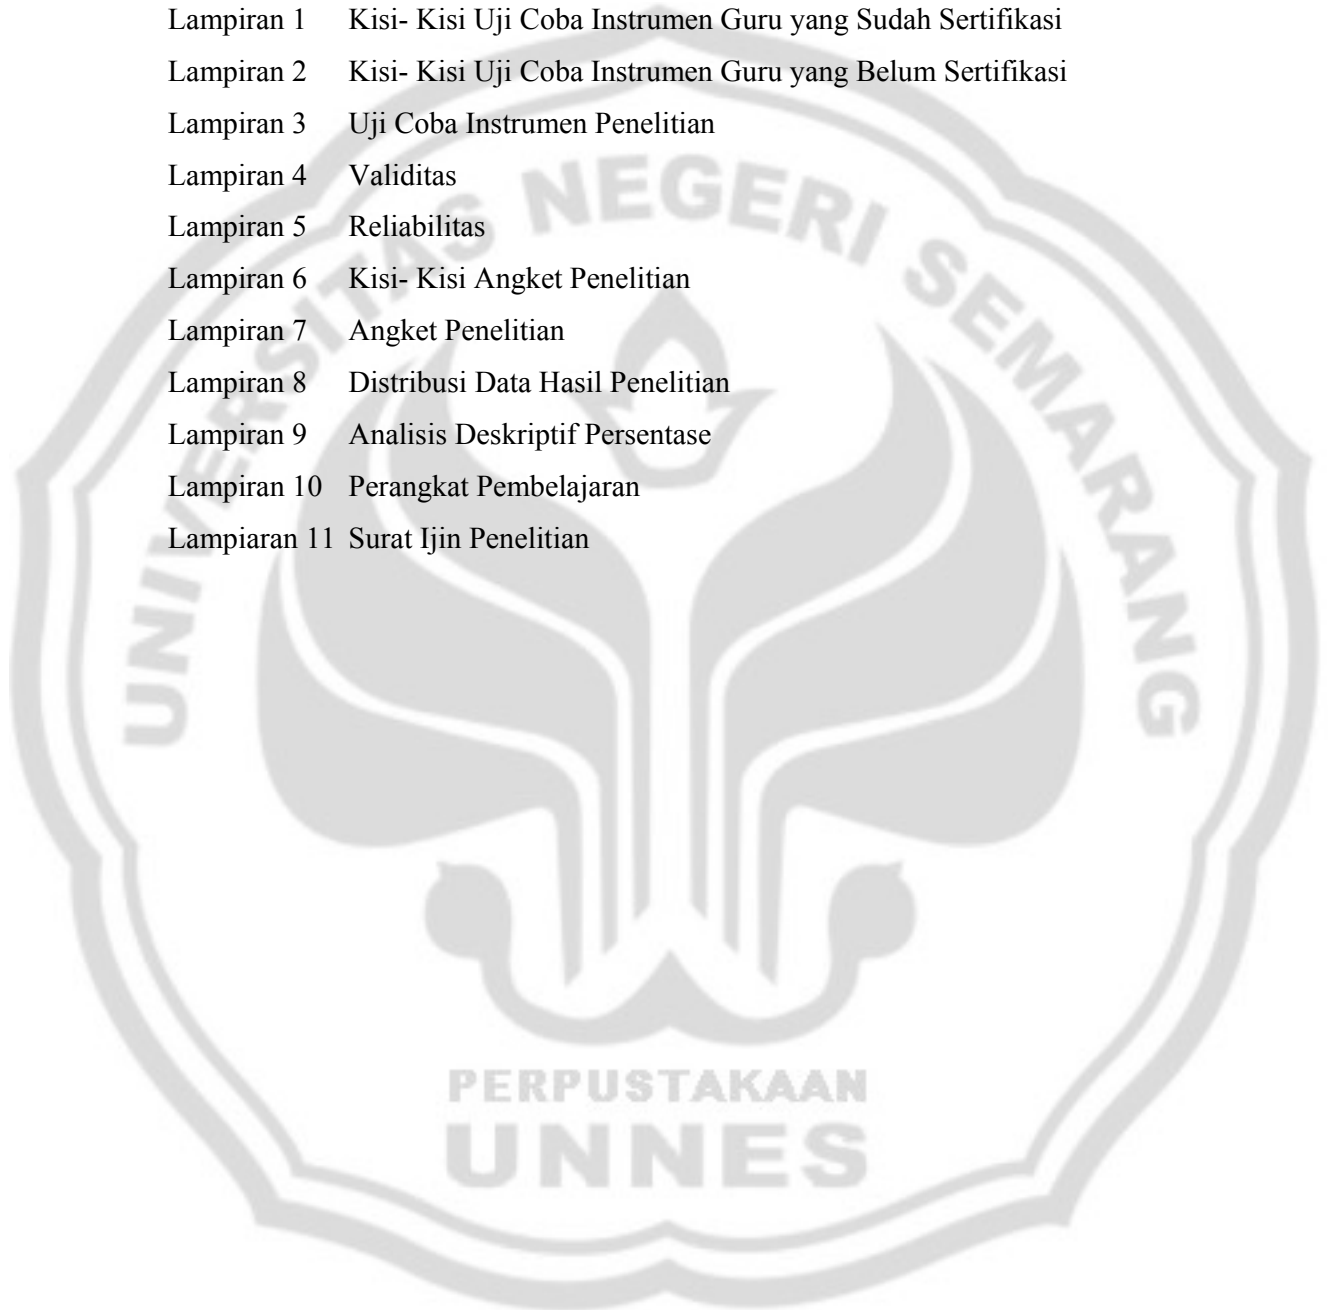 Lampiran 1 Kisi- Kisi Uji Coba Instrumen Guru yang Sudah Sertifikasi
Lampiran 2 Kisi- Kisi Uji Coba Instrumen Guru yang Belum Sertifikasi
Lampiran 3 Uji Coba Instrumen Penelitian
Lampiran 4 Validitas
Lampiran 5 Reliabilitas
Lampiran 6 Kisi- Kisi Angket Penelitian
Lampiran 7 Angket Penelitian
Lampiran 8 Distribusi Data Hasil Penelitian
Lampiran 9 Analisis Deskriptif Persentase
Lampiran 10 Perangkat Pembelajaran
Lampiaran 11 Surat Ijin Penelitian
UNIVERSITAS NEGERI SEMARANG
PERPUSTAKAAN
UNNES